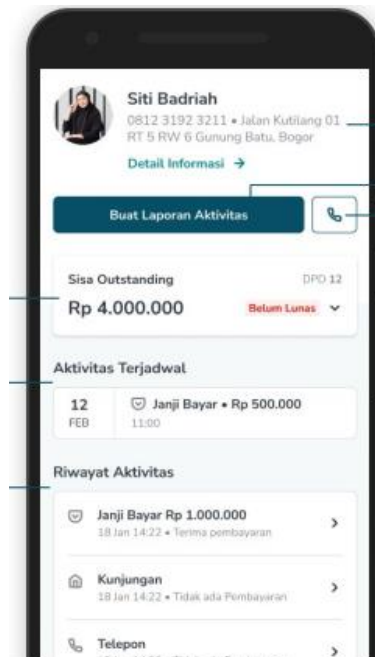 Siti Badriah
0812 3192 3211 • Jalan Kutilang 01
RT 5 RW 6 Gunung Batu, Bogor
Detail Informasi →
Buat Laporan Aktivitas
Sisa Outstanding DPD 12
Rp 4.000.000 Belum Lunas
Aktivitas Terjadwal
12 Janji Bayar • Rp 500.000
FEB 11:00
Riwayat Aktivitas
Janji Bayar Rp 1.000.000
18 Jan 14:22 • Terima pembayaran
Kunjungan
18 Jan 14:22 • Tidak ada Pembayaran
Telepon